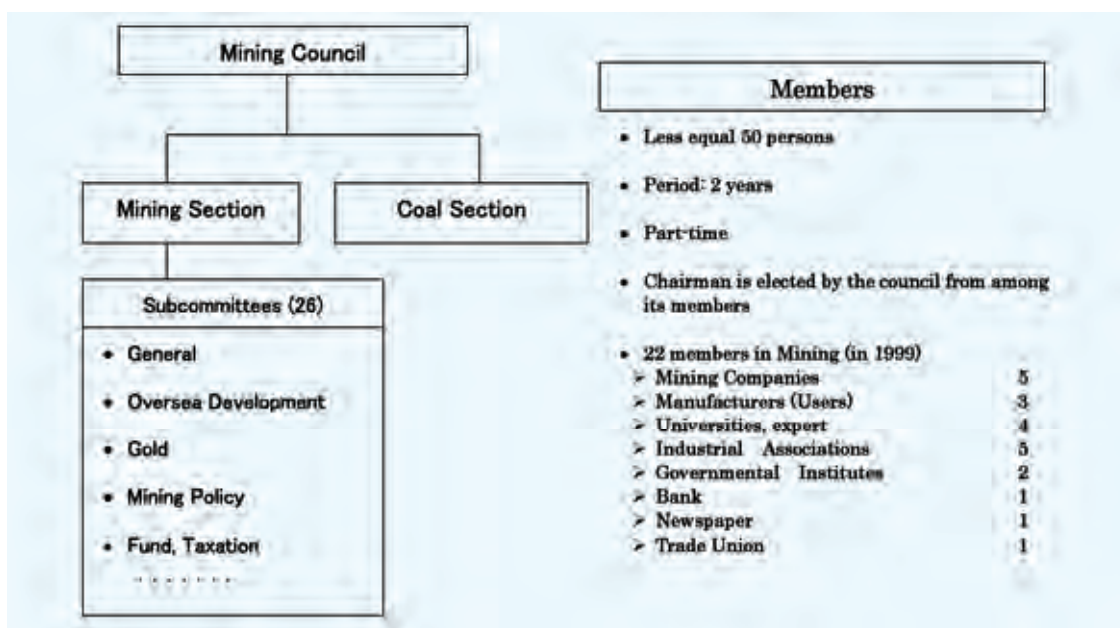 Mining Council
Mining Section
Coal Section
Subcommittees (26)
• General
• Oversea Development
• Gold
• Mining Policy
• Fund, Taxation
. . . . . . .
Members
• Less equal 50 persons
• Period: 2 years
• Part-time
• Chairman is elected by the council from among
its members
• 22 members in Mining (in 1999)
➢ Mining Companies 5
➢ Manufacturers (Users) 3
➢ Universities, expert 4
➢ Industrial Associations 5
➢ Governmental Institutes 2
➢ Bank 1
➢ Newspaper 1
➢ Trade Union 1